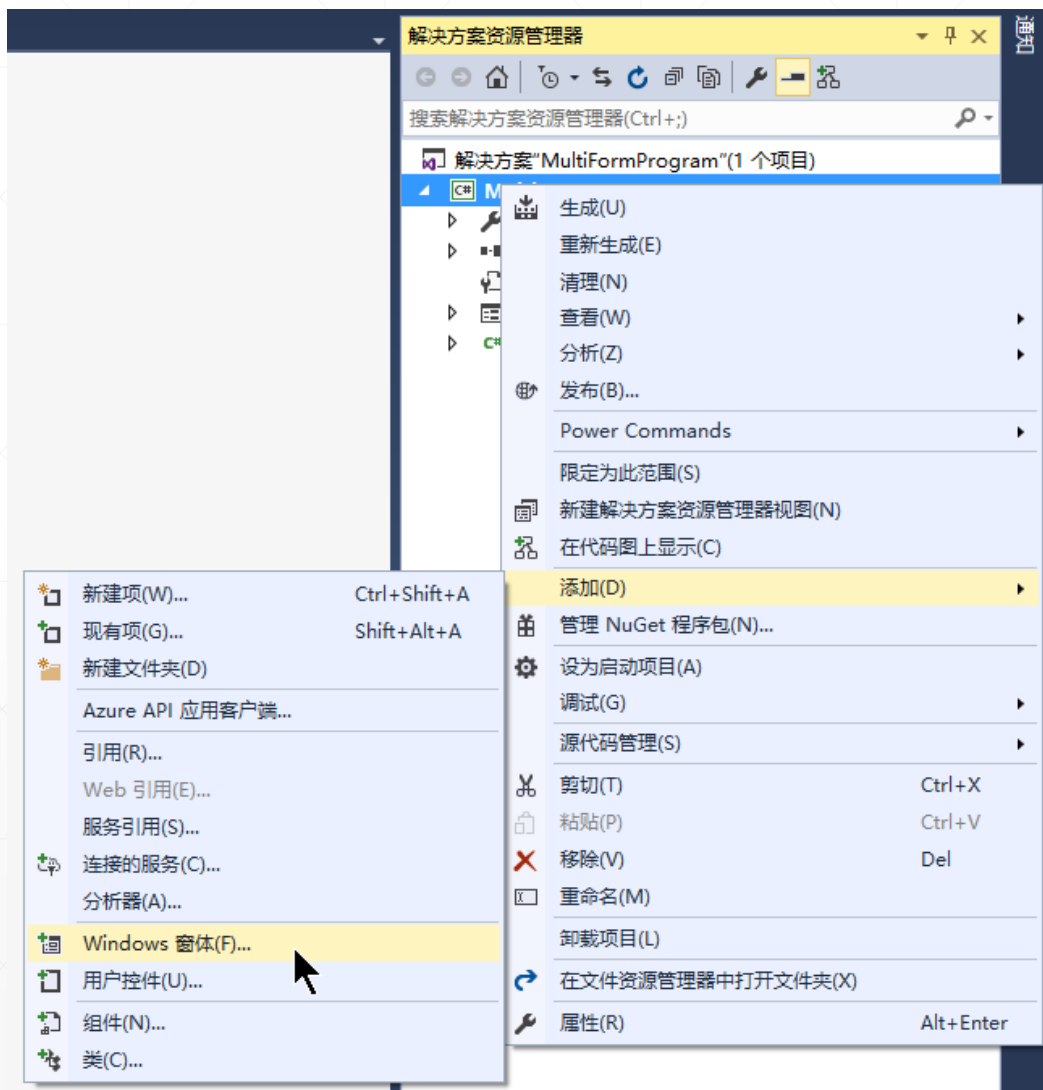 解决方案资源管理器
通知
搜索解决方案资源管理器(Ctrl+;)
解决方案"MultiFormProgram"(1 个项目)
C#
C#
生成(U)
重新生成(E)
清理(N)
查看(W)
分析(Z)
发布(B)...
Power Commands
限定为此范围(S)
新建解决方案资源管理器视图(N)
在代码图上显示(C)
添加(D)
管理 NuGet 程序包(N)...
设为启动项目(A)
调试(G)
源代码管理(S)
剪切(T) Ctrl+X
粘贴(P) Ctrl+V
移除(V) Del
重命名(M)
卸载项目(L)
在文件资源管理器中打开文件夹(X)
属性(R) Alt+Enter
新建项(W)... Ctrl+Shift+A
现有项(G)... Shift+Alt+A
新建文件夹(D)
Azure API 应用客户端...
引用(R)...
Web 引用(E)...
服务引用(S)...
连接的服务(C)...
分析器(A)...
Windows 窗体(F)...
用户控件(U)...
组件(N)...
类(C)...